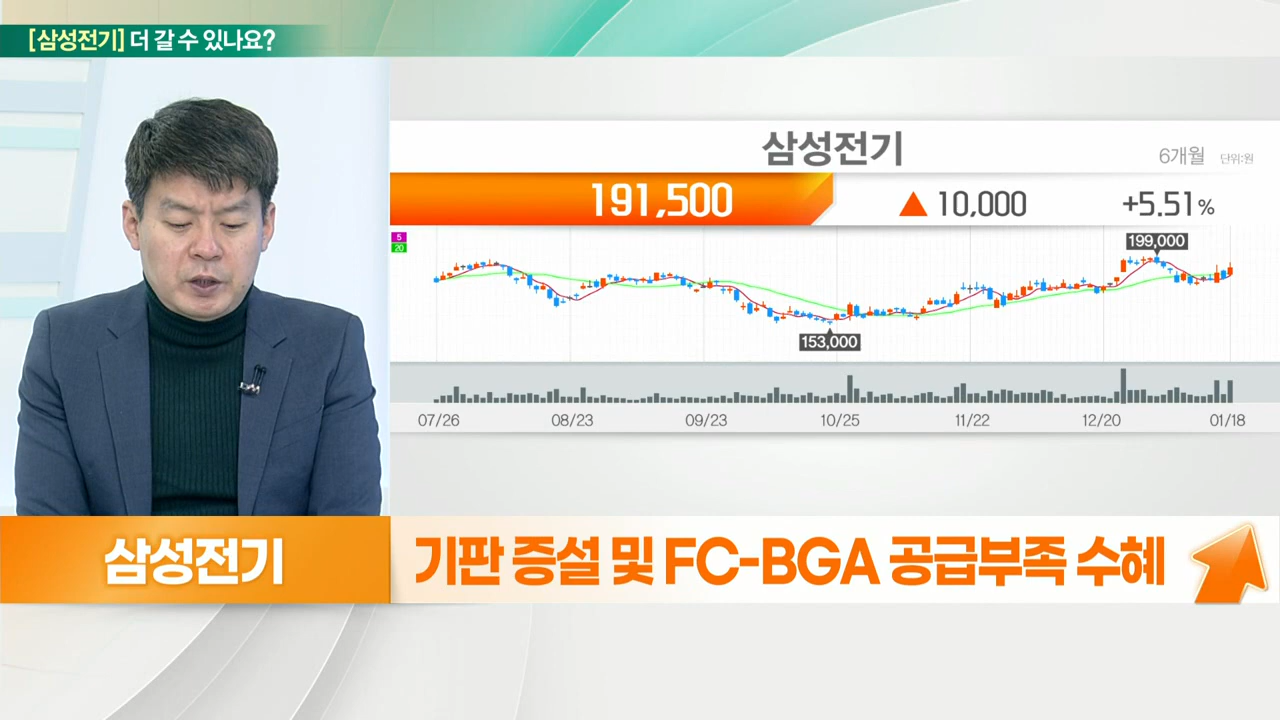 [삼성전기] 더 갈 수 있나요?
삼성전기
6개월 단위:원
191,500 ▲ 10,000 +5.51%
5
20
199,000
153,000
07/26 08/23 09/23 10/25 11/22 12/20 01/18
삼성전기
기판 증설 및 FC-BGA 공급부족 수혜